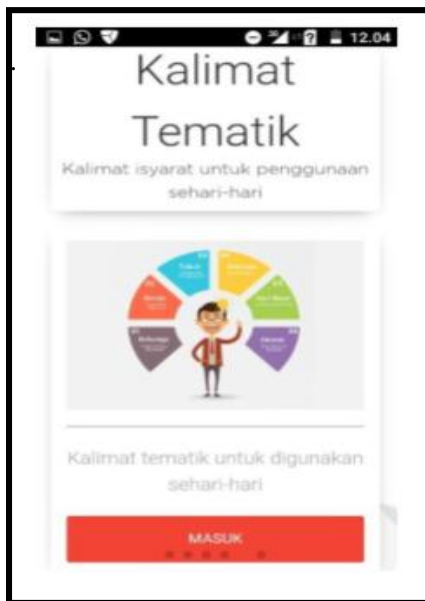 12.04
Kalimat
Tematik
Kalimat isyarat untuk penggunaan
sehari-hari
Kalimat tematik untuk digunakan
sehari-hari
MASUK